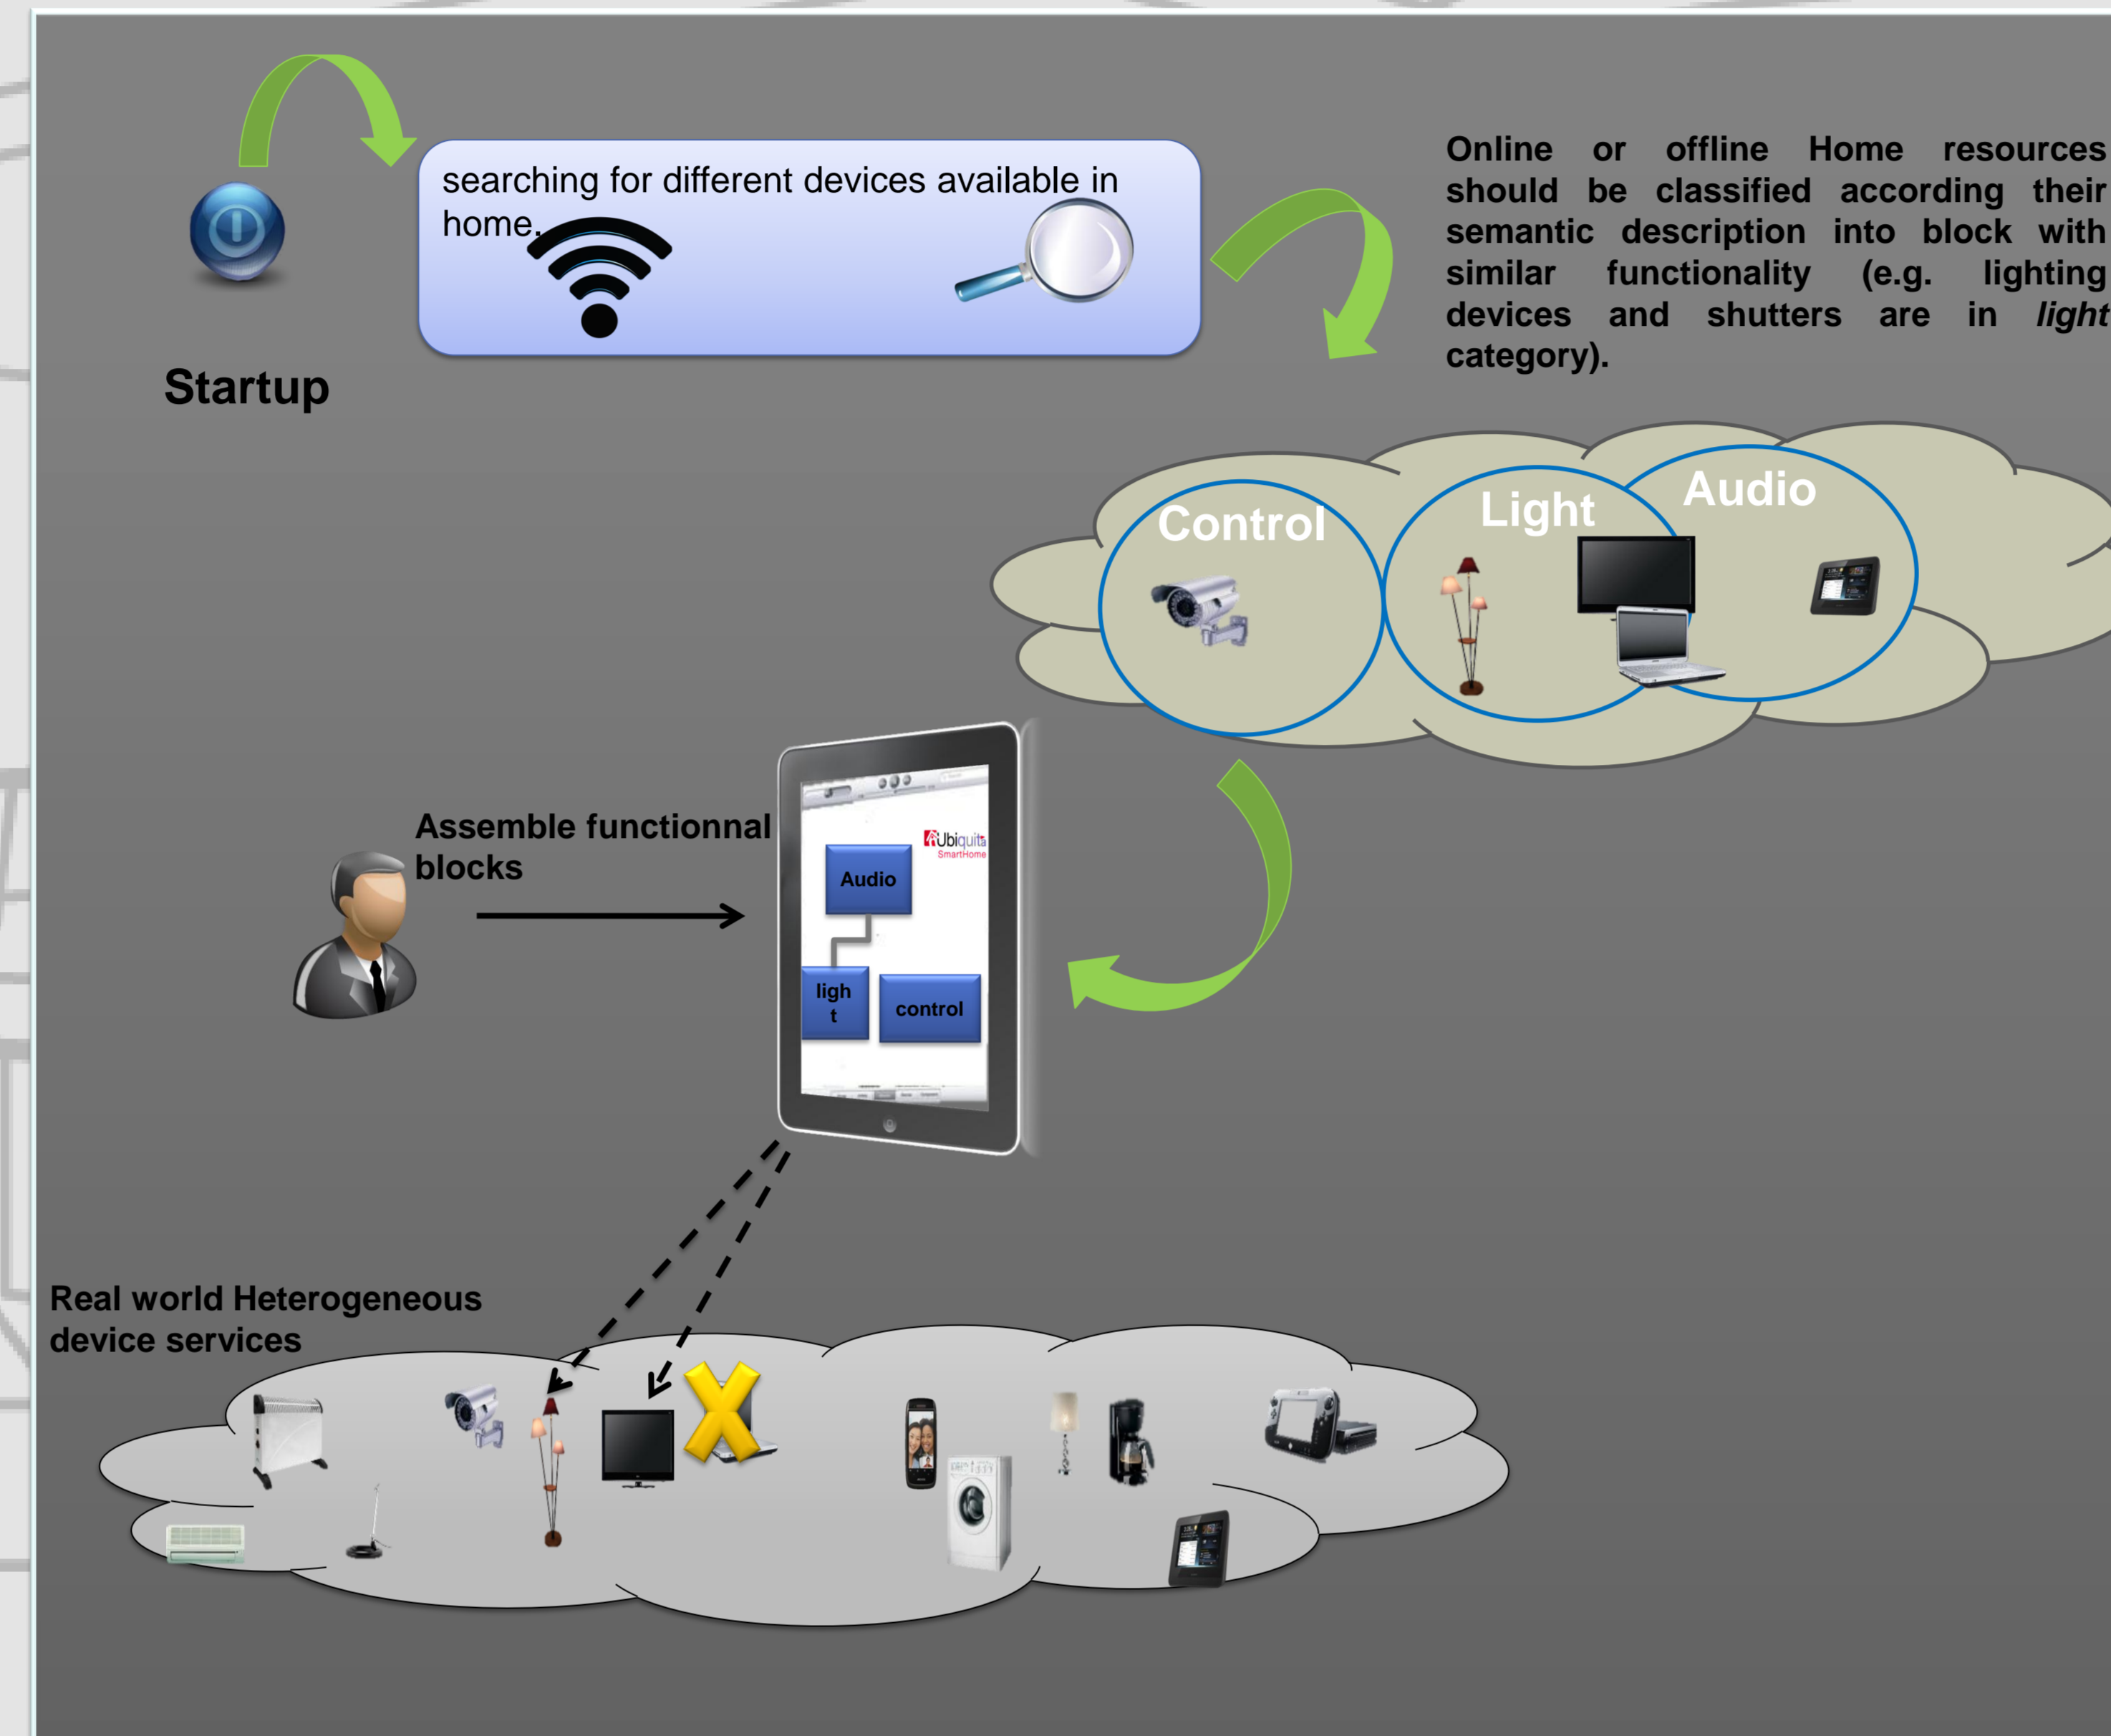 searching for different devices available in
home.
Startup
Online or offline Home resources
should be classified according their
semantic description into block with
similar functionality (e.g. lighting
devices and shutters are in light
category).
Control
Light
Audio
Assemble functionnal
blocks
Ubiquita
SmartHome
Audio
ligh
t
control
Real world Heterogeneous
device services